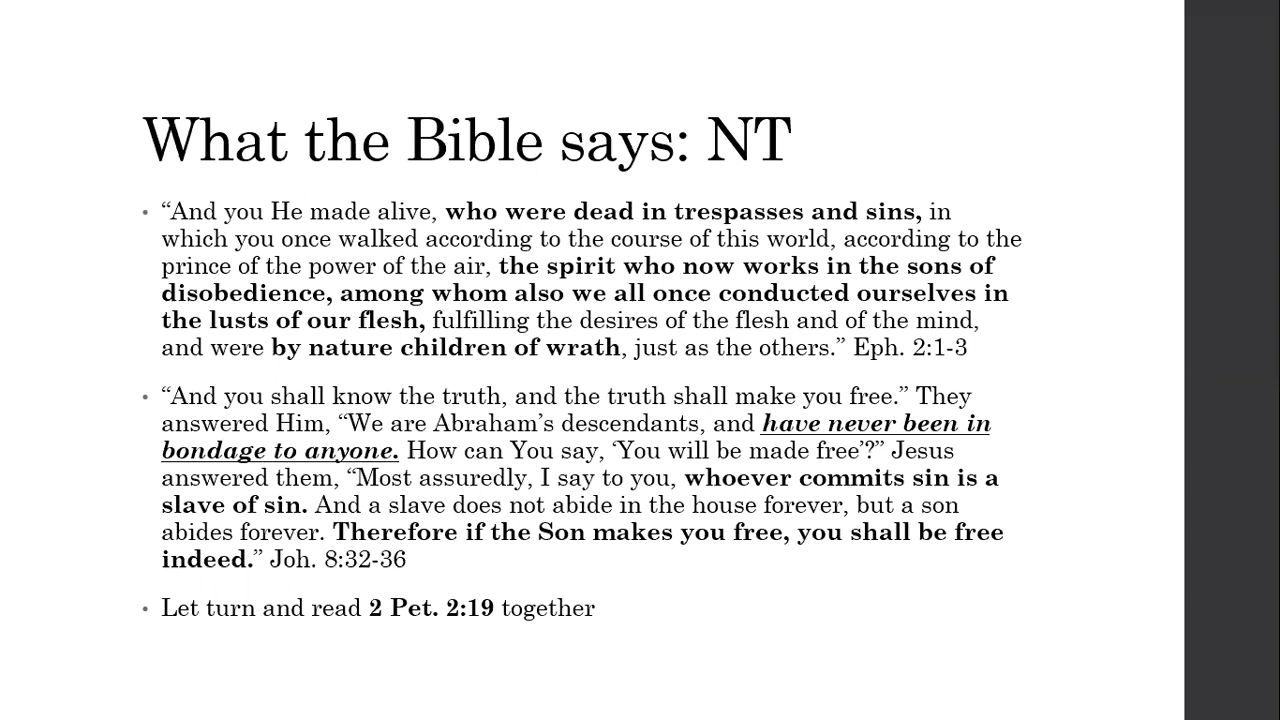 What the Bible says: NT
• “And you He made alive, who were dead in trespasses and sins, in
which you once walked according to the course of this world, according to the
prince of the power of the air, the spirit who now works in the sons of
disobedience, among whom also we all once conducted ourselves in
the lusts of our flesh, fulfilling the desires of the flesh and of the mind,
and were by nature children of wrath, just as the others.” Eph. 2:1-3
• “And you shall know the truth, and the truth shall make you free.” They
answered Him, “We are Abraham’s descendants, and have never been in
bondage to anyone. How can You say, ‘You will be made free’?” Jesus
answered them, “Most assuredly, I say to you, whoever commits sin is a
slave of sin. And a slave does not abide in the house forever, but a son
abides forever. Therefore if the Son makes you free, you shall be free
indeed.” Joh. 8:32-36
• Let turn and read 2 Pet. 2:19 together